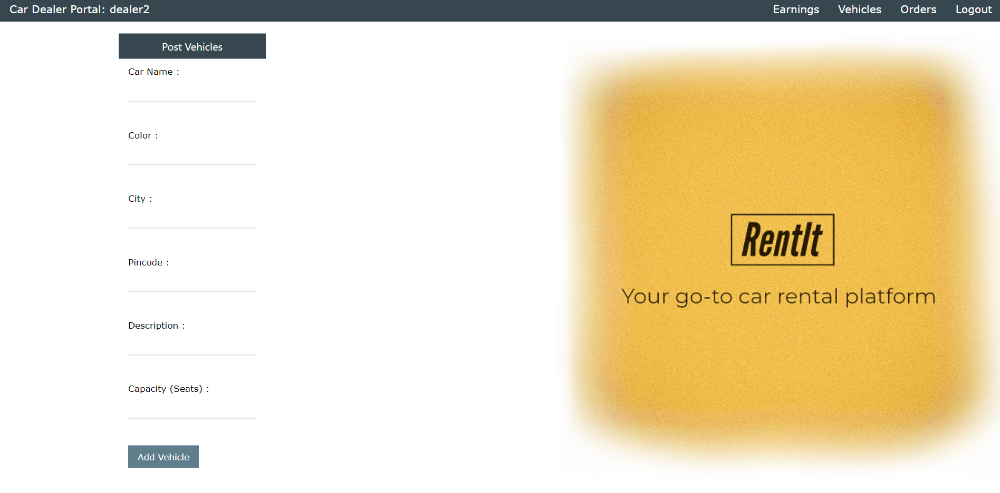 Car Dealer Portal: dealer2
Earnings Vehicles Orders Logout
Post Vehicles
Car Name :
Color :
City :
Pincode :
Description :
Capacity (Seats) :
Add Vehicle
RentIt
Your go-to car rental platform